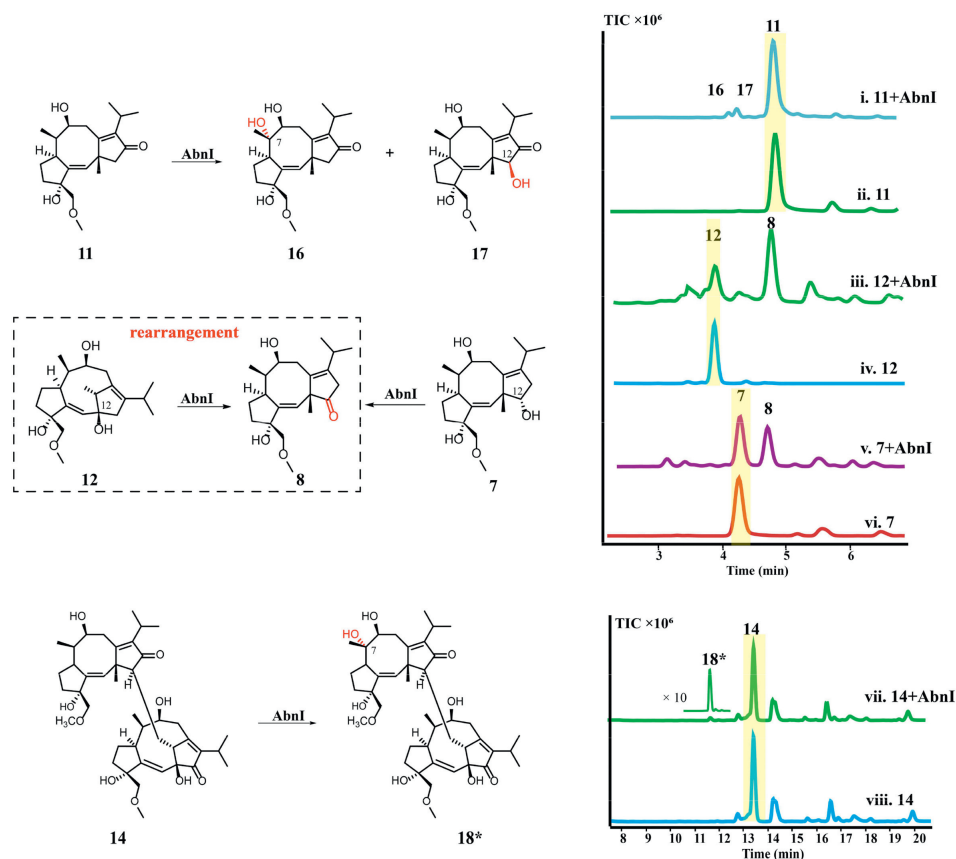 TIC ×10⁶
HO
H
O
HO
O
11
AbnI
HO
HO
7
H
O
HO
O
16
+
HO
H
12
O
OH
HO
O
17
11
16 17
i. 11+AbnI
ii. 11
12
8
iii. 12+AbnI
iv. 12
7
8
v. 7+AbnI
vi. 7
3 4 5 6
Time (min)
rearrangement
OH
H
12
HO
OH
O
12
AbnI
HO
H
O
HO
O
8
AbnI
HO
H
12
OH
HO
O
7
HO
O
H
HO
H₃CO
HO
H
HO
OH
O
O
14
AbnI
HO
HO
7
O
H
HO
H₃CO
HO
H
HO
OH
O
O
18*
TIC ×10⁶
14
18*
× 10
vii. 14+AbnI
viii. 14
8 9 10 11 12 13 14 15 16 17 18 19 20
Time (min)